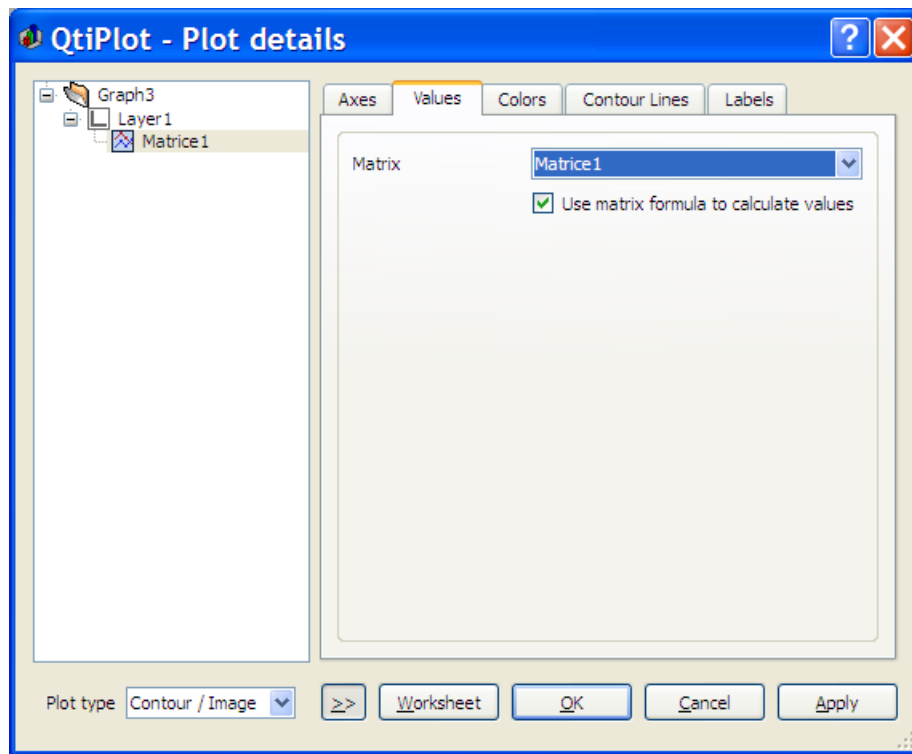 QtiPlot - Plot details
Graph3
Layer1
Matrice1
Axes Values Colors Contour Lines Labels
Matrix Matrice1
Use matrix formula to calculate values
Plot type Contour / Image >> Worksheet OK Cancel Apply